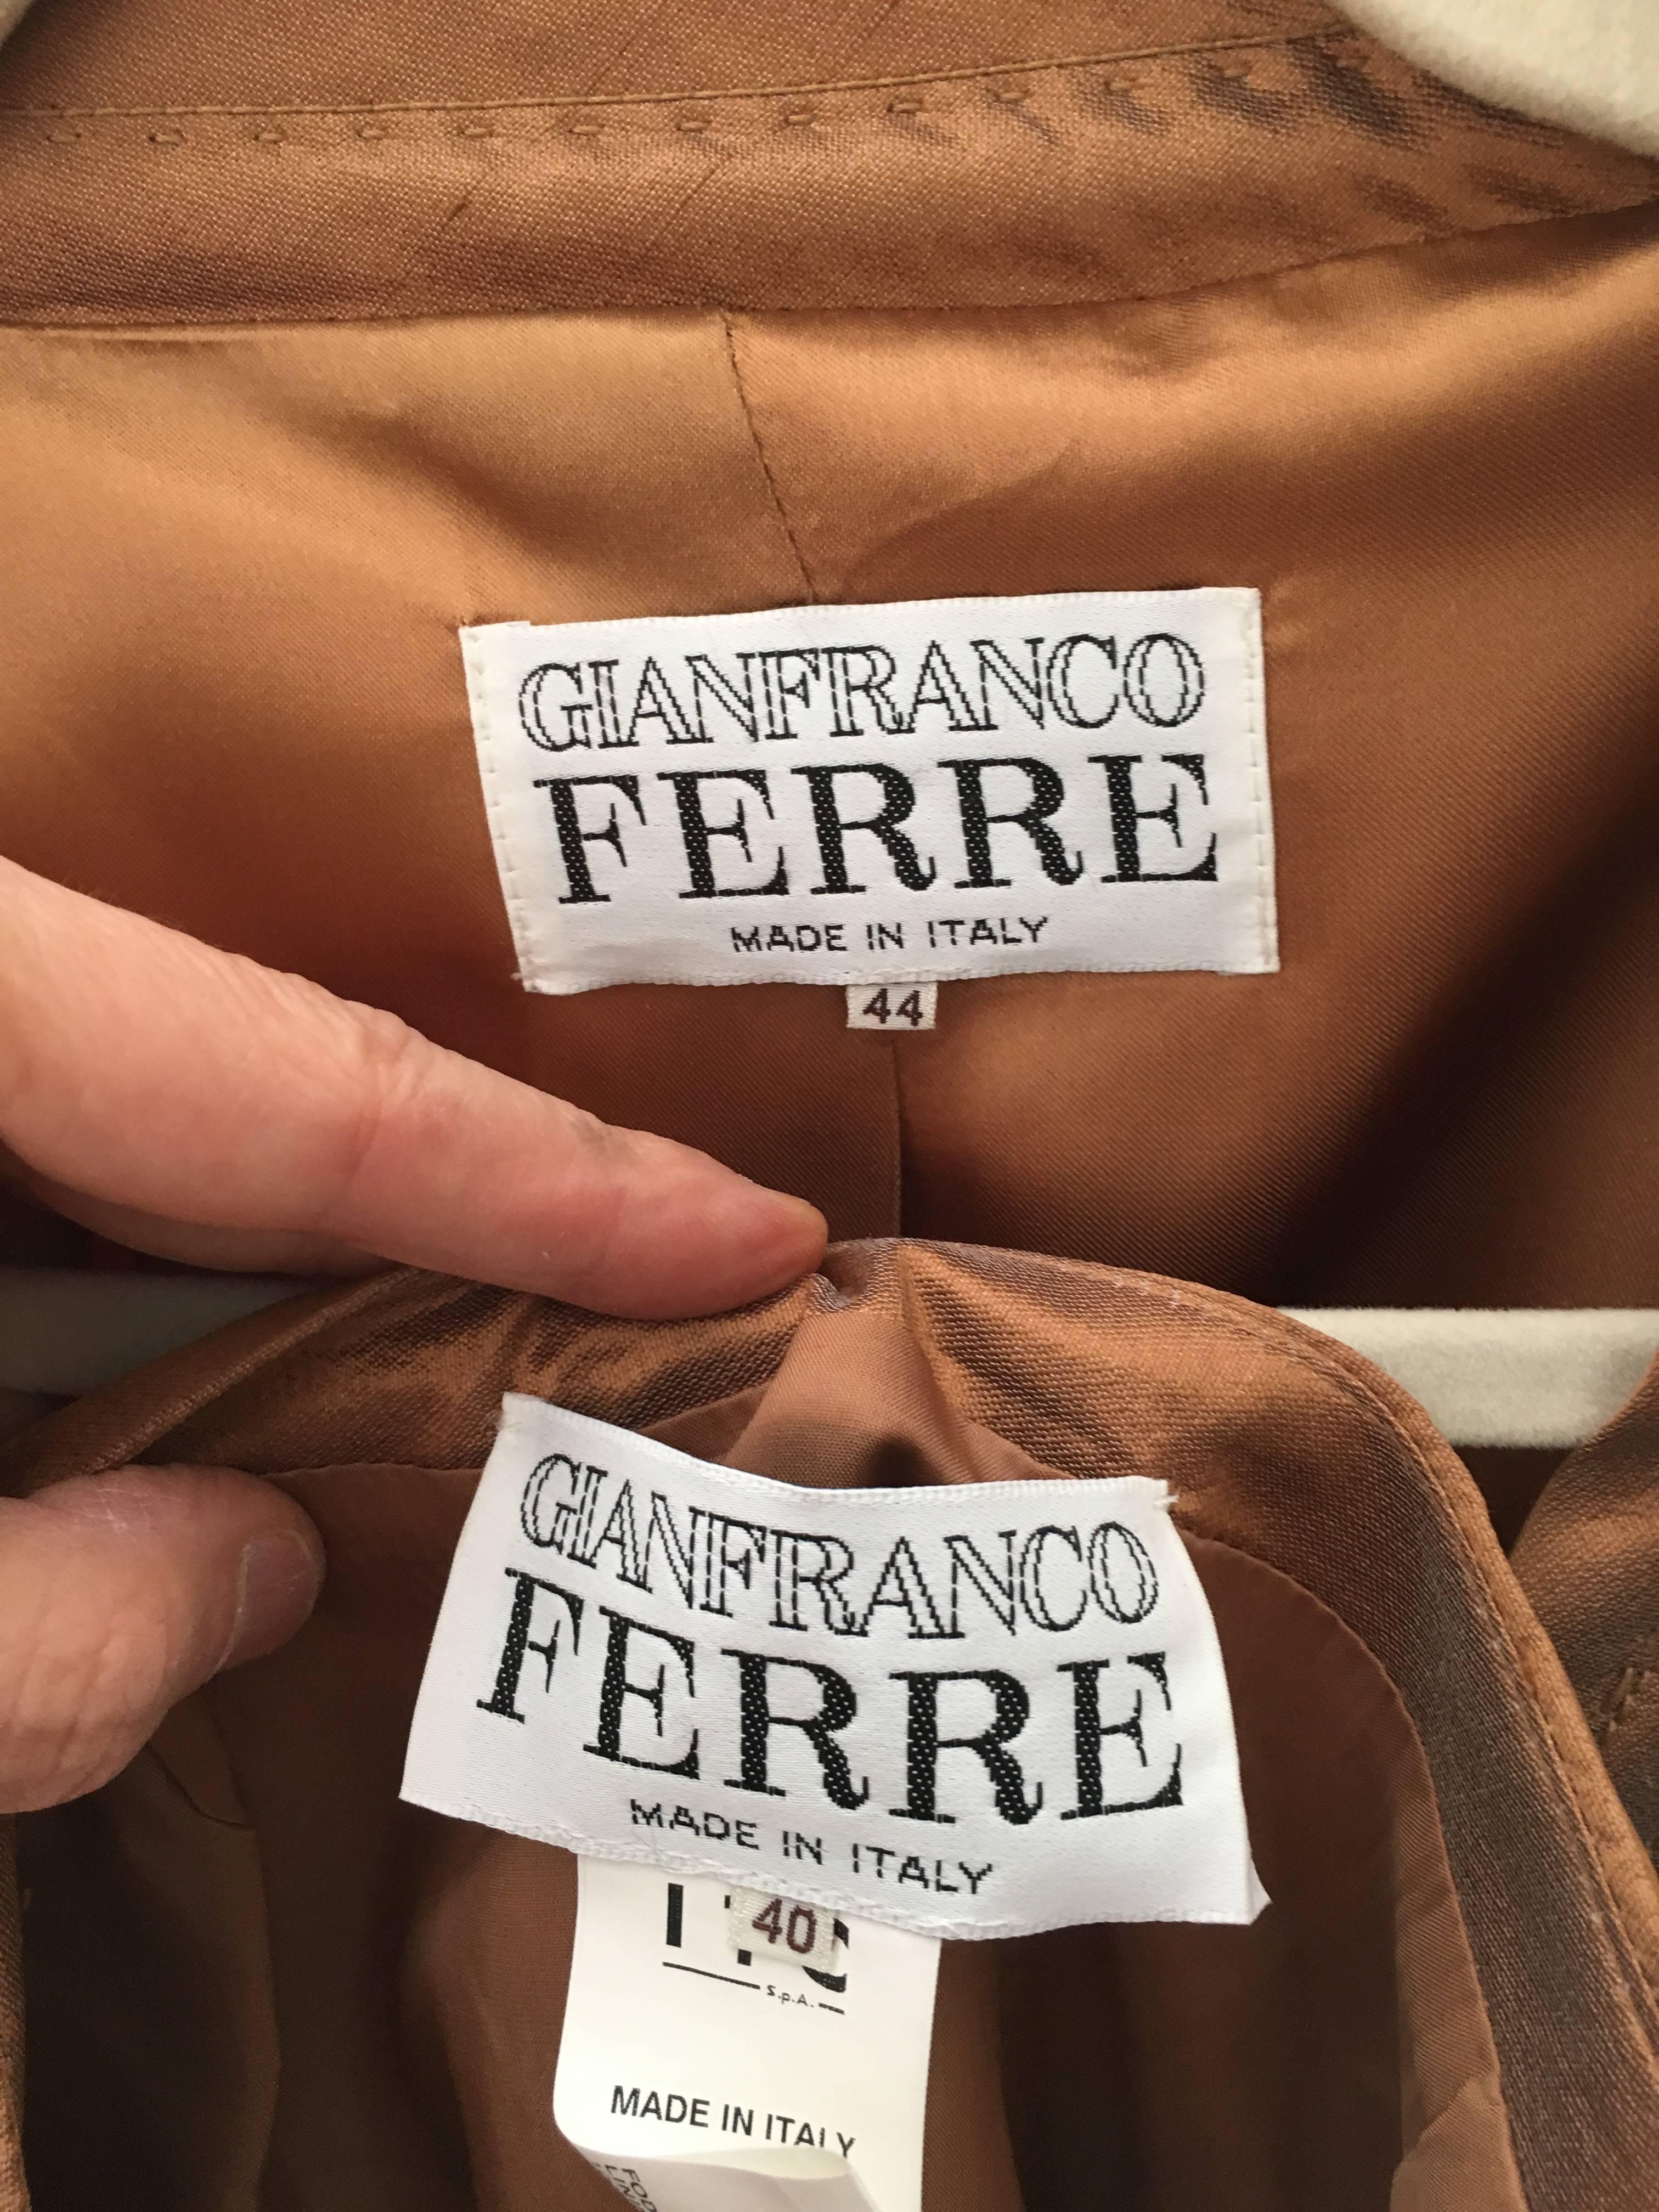 GIANFRANCO
FERRE
MADE IN ITALY
44
GIANFRANCO
FERRE
MADE IN ITALY
40
S.p.A.
MADE IN ITALY